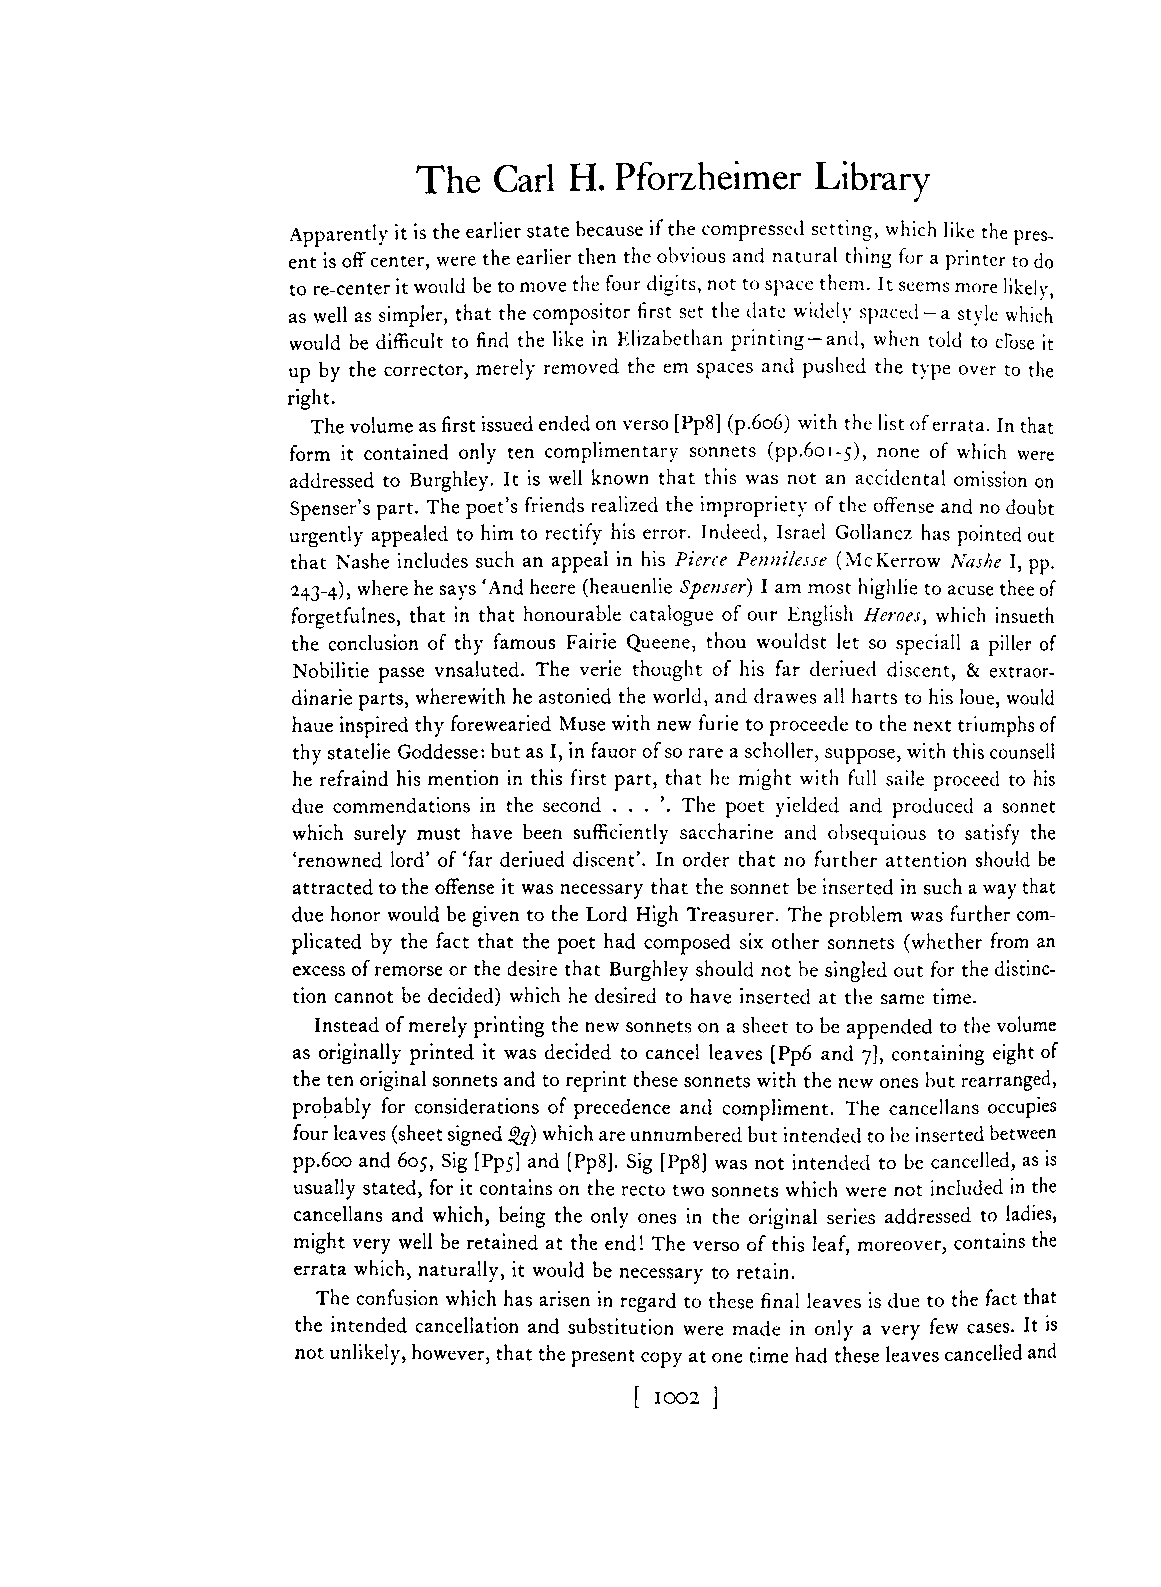 The Carl H. Pforzheimer Library
Apparently it is the earlier state because if the compressed setting, which like the pres-
ent is off center, were the earlier then the obvious and natural thing for a printer to do
to re-center it would be to move the four digits, not to space them. It seems more likely,
as well as simpler, that the compositor first set the date widely spaced—a style which
would be difficult to find the like in Elizabethan printing—and, when told to close it
up by the corrector, merely removed the em spaces and pushed the type over to the
right.
The volume as first issued ended on verso [Pp8] (p.606) with the list of errata. In that
form it contained only ten complimentary sonnets (pp.601-5), none of which were
addressed to Burghley. It is well known that this was not an accidental omission on
Spenser's part. The poet's friends realized the impropriety of the offense and no doubt
urgently appealed to him to rectify his error. Indeed, Israel Gollancz has pointed out
that Nashe includes such an appeal in his Pierce Pennilesse (McKerrow Nashe I, pp.
243-4), where he says 'And heere (heauenlie Spenser) I am most highlie to acuse thee of
forgetfulnes, that in that honourable catalogue of our English Heroes, which insueth
the conclusion of thy famous Fairie Queene, thou wouldst let so speciall a piller of
Nobilitie passe vnsaluted. The verie thought of his far deriued discent, & extraor-
dinarie parts, wherewith he astonied the world, and drawes all harts to his loue, would
haue inspired thy forewearied Muse with new furie to proceede to the next triumphs of
thy statelie Goddesse: but as I, in fauor of so rare a scholler, suppose, with this counsell
he refraind his mention in this first part, that he might with full saile proceed to his
due commendations in the second . . . '. The poet yielded and produced a sonnet
which surely must have been sufficiently saccharine and obsequious to satisfy the
'renowned lord' of 'far deriued discent'. In order that no further attention should be
attracted to the offense it was necessary that the sonnet be inserted in such a way that
due honor would be given to the Lord High Treasurer. The problem was further com-
plicated by the fact that the poet had composed six other sonnets (whether from an
excess of remorse or the desire that Burghley should not be singled out for the distinc-
tion cannot be decided) which he desired to have inserted at the same time.
Instead of merely printing the new sonnets on a sheet to be appended to the volume
as originally printed it was decided to cancel leaves [Pp6 and 7], containing eight of
the ten original sonnets and to reprint these sonnets with the new ones but rearranged,
probably for considerations of precedence and compliment. The cancellans occupies
four leaves (sheet signed Qq) which are unnumbered but intended to be inserted between
pp.600 and 605, Sig [Pp5] and [Pp8]. Sig [Pp8] was not intended to be cancelled, as is
usually stated, for it contains on the recto two sonnets which were not included in the
cancellans and which, being the only ones in the original series addressed to ladies,
might very well be retained at the end! The verso of this leaf, moreover, contains the
errata which, naturally, it would be necessary to retain.
The confusion which has arisen in regard to these final leaves is due to the fact that
the intended cancellation and substitution were made in only a very few cases. It is
not unlikely, however, that the present copy at one time had these leaves cancelled and
[ 1002 ]